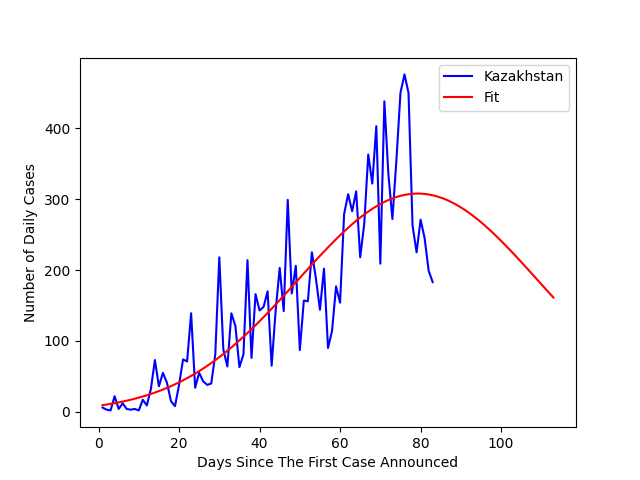 Kazakhstan
Fit
Number of Daily Cases
400
300
200
100
0
0 20 40 60 80 100
Days Since The First Case Announced